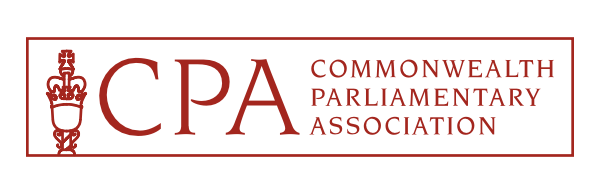 CPA
COMMONWEALTH
PARLIAMENTARY
ASSOCIATION